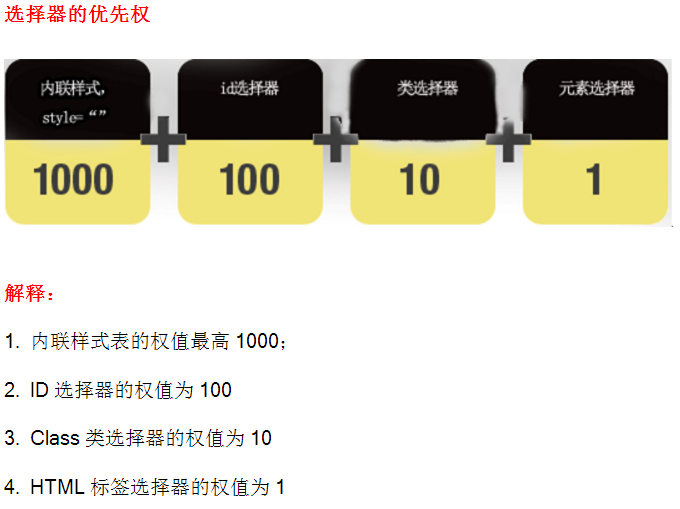 选择器的优先权
内联样式，
style=“”
id选择器
类选择器
元素选择器
+
+
+
1000
100
10
1
解释：
1. 内联样式表的权值最高 1000；
2. ID 选择器的权值为 100
3. Class 类选择器的权值为 10
4. HTML 标签选择器的权值为 1